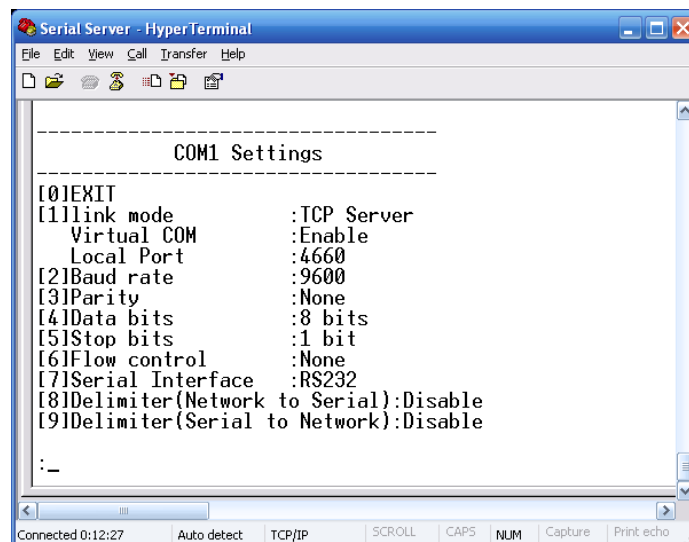 Serial Server - HyperTerminal
File Edit View Call Transfer Help
-----------------------------------
COM1 Settings
-----------------------------------
[0]EXIT
[1]link mode :TCP Server
Virtual COM :Enable
Local Port :4660
[2]Baud rate :9600
[3]Parity :None
[4]Data bits :8 bits
[5]Stop bits :1 bit
[6]Flow control :None
[7]Serial Interface :RS232
[8]Delimiter(Network to Serial):Disable
[9]Delimiter(Serial to Network):Disable
:_
Connected 0:12:27 Auto detect TCP/IP SCROLL CAPS NUM Capture Print echo